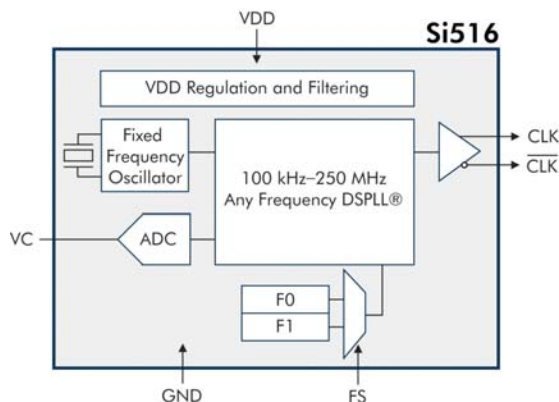 VDD
Si516
VDD Regulation and Filtering
Fixed
Frequency
Oscillator
100 kHz–250 MHz
Any Frequency DSPLL®
CLK
CLK
VC
ADC
F0
F1
GND
FS